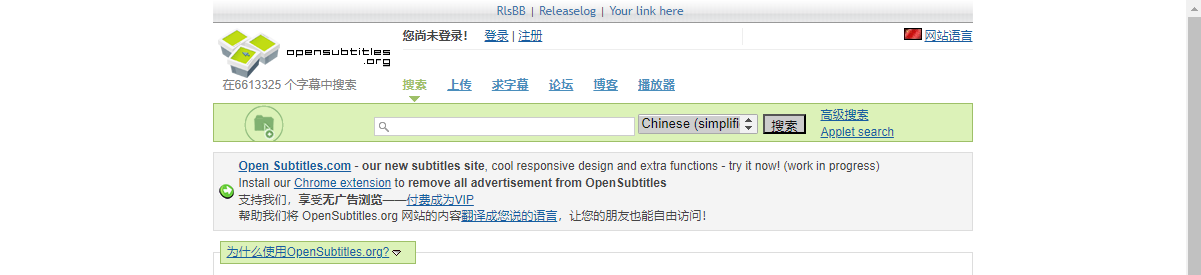 RlsBB | Releaselog | Your link here
您尚未登录! 登录 | 注册 网站语言
opensubtitles
.org
在6613325 个字幕中搜索
搜索 上传 求字幕 论坛 博客 播放器
Chinese (simplifi 搜索 高级搜索
Applet search
Open Subtitles.com - our new subtitles site, cool responsive design and extra functions - try it now! (work in progress)
Install our Chrome extension to remove all advertisement from OpenSubtitles
支持我们，享受无广告浏览——付费成为VIP
帮助我们将 OpenSubtitles.org 网站的内容翻译成您说的语言，让您的朋友也能自由访问！
为什么使用OpenSubtitles.org?